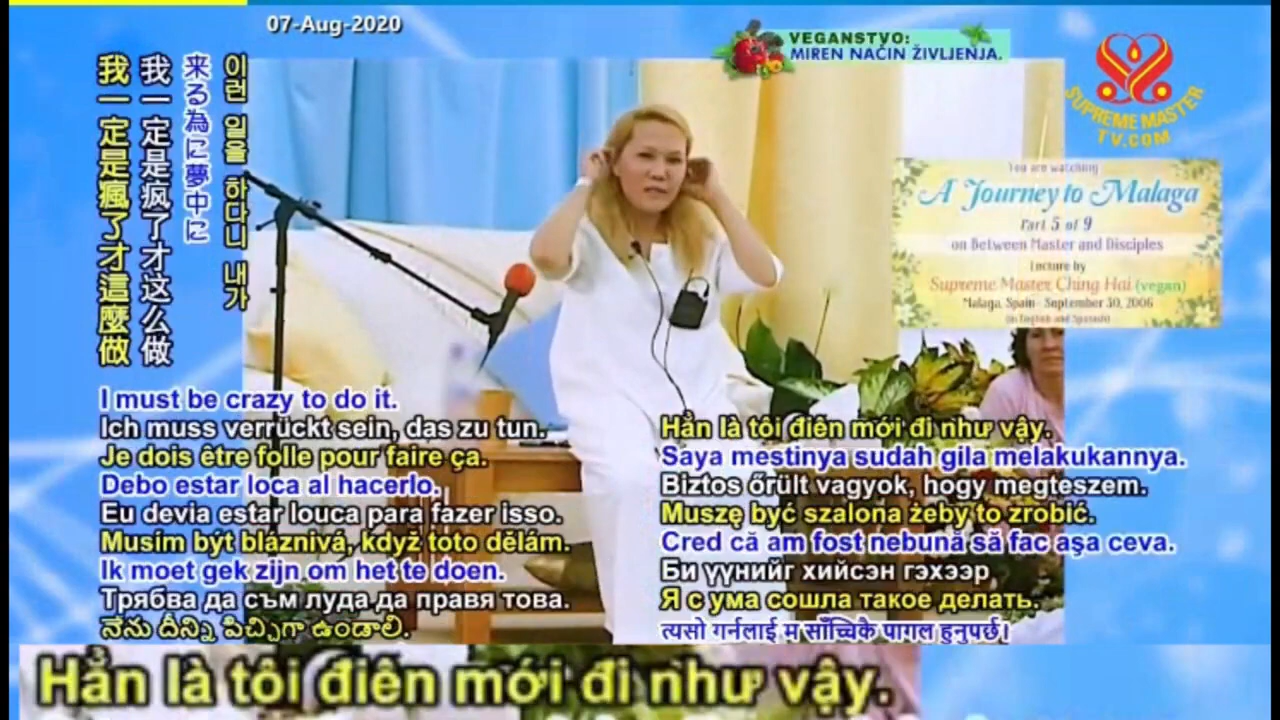 07-Aug-2020
VEGANSTVO:
MIREN NAČIN ŽIVLJENJA.
SUPREME MASTER
TV.COM
You are watching
A Journey to Malaga
Part 5 of 9
on Between Master and Disciples
Lecture by
Supreme Master Ching Hai (vegan)
Malaga, Spain - September 30, 2006
(in English and Spanish)
이런 일을 하다니 내가
来る為に夢中に
我一定是疯了才这么做
我一定是瘋了才這麼做
I must be crazy to do it.
Ich muss verrückt sein, das zu tun.
Je dois être folle pour faire ça.
Debo estar loca al hacerlo.
Eu devia estar louca para fazer isso.
Musím být bláznivá, když toto dělám.
Ik moet gek zijn om het te doen.
Трябва да съм луда да правя това.
నేను దీన్ని పిచ్చిగా ఉండాలి.
Hẳn là tôi điên mới đi như vậy.
Saya mestinya sudah gila melakukannya.
Biztos őrült vagyok, hogy megteszem.
Muszę być szalona żeby to zrobić.
Cred că am fost nebună să fac aşa ceva.
Би үүнийг хийсэн гэхээр
Я с ума сошла такое делать.
त्यसो गर्नलाई म साँच्चिकै पागल हुनुपर्छ।
Hẳn là tôi điên mới đi như vậy.